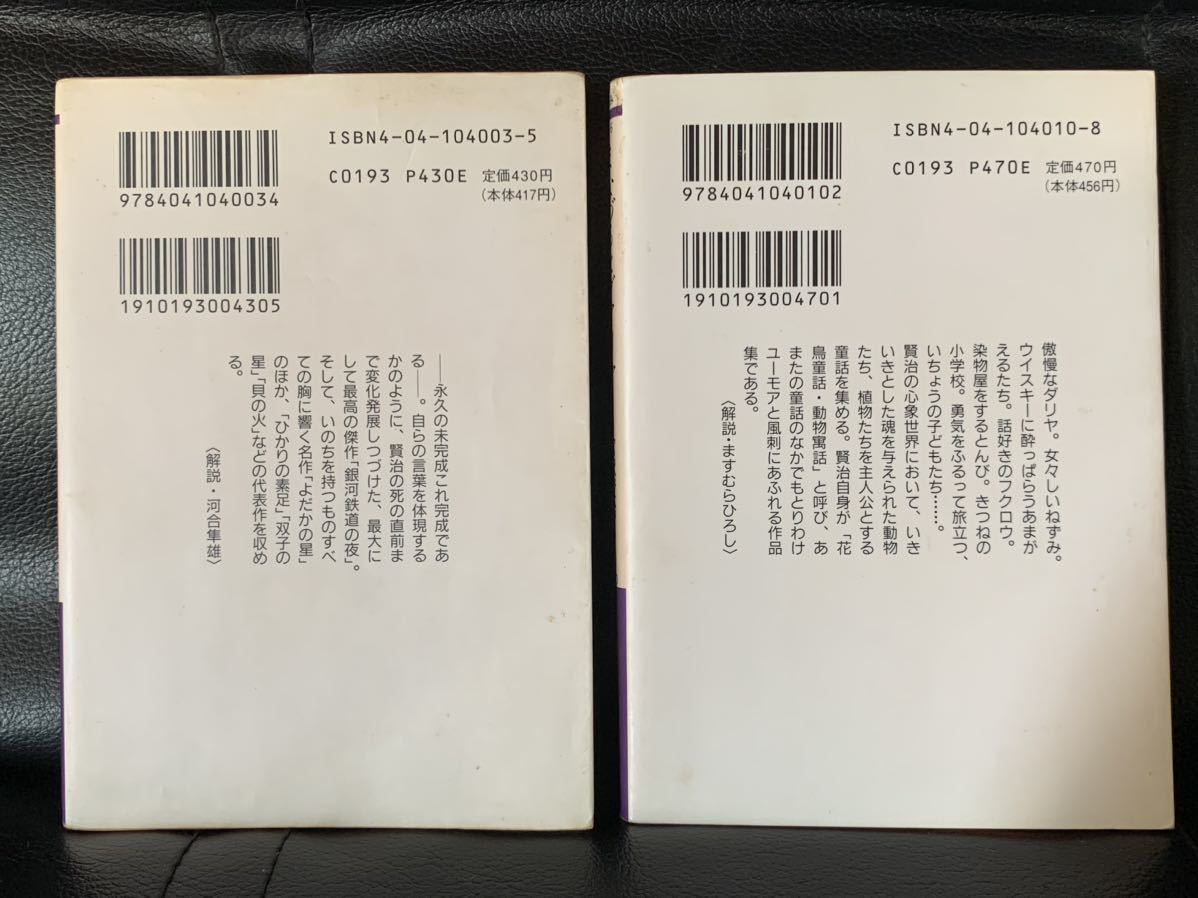 ISBN4-04-104003-5
C0193 P430E 定価430円
(本体417円)
9784041040034
1910193004305
――永久の未完成これ完成であ
る――。自らの言葉を体現する
かのように、賢治の死の直前ま
で変化発展しつづけた、最大に
して最高の傑作「銀河鉄道の夜」。
そして、いのちを持つものすべ
ての胸に響く名作「よだかの星」
のほか、「ひかりの素足」「双子の
星」「貝の火」などの代表作を収め
る。
〈解説・河合隼雄〉
ISBN4-04-104010-8
C0193 P470E 定価470円
(本体456円)
9784041040102
1910193004701
傲慢なダリヤ。女々しいねずみ。
ウイスキーに酔っぱらうあまが
えるたち。話好きのフクロウ。
染物屋をするとんび。きつねの
小学校。勇気をふるって旅立つ、
いちょうの子どもたち……。
賢治の心象世界において、いき
いきとした魂を与えられた動物
たち、植物たちを主人公とする
童話を集める。賢治自身が「花
鳥童話・動物寓話」と呼び、あ
またの童話のなかでもとりわけ
ユーモアと風刺にあふれる作品
集である。
〈解説・ますむらひろし〉